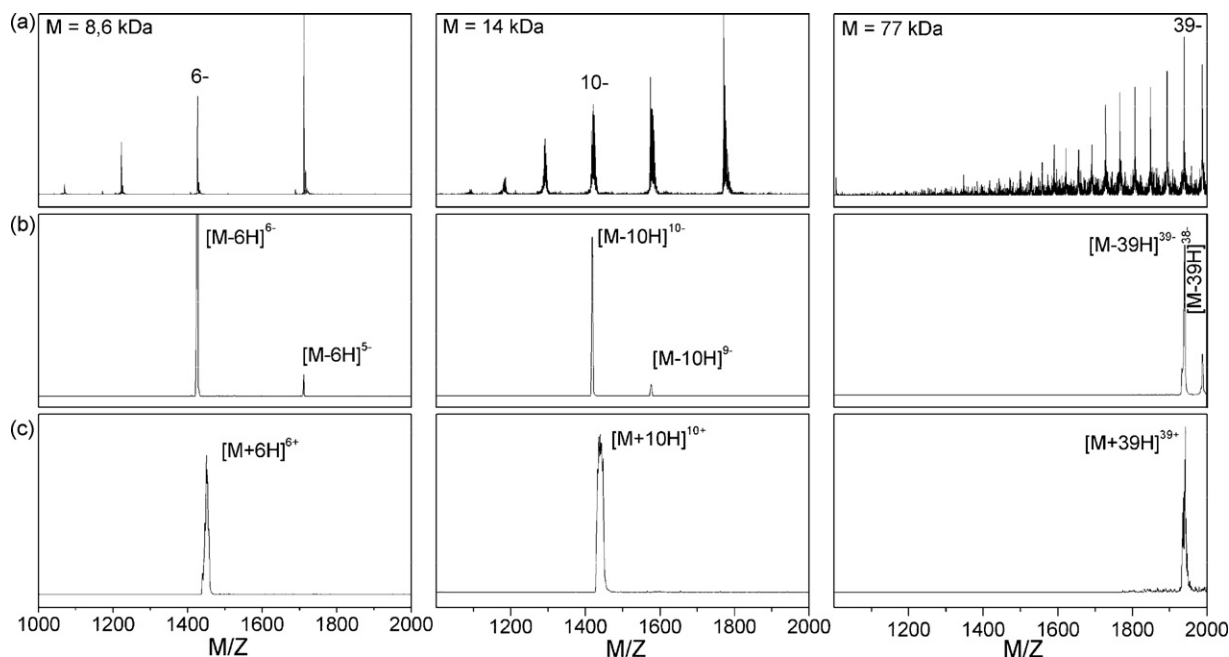 (a)
M = 8,6 kDa
6-
M = 14 kDa
10-
M = 77 kDa
39-
(b)
[M-6H]6-
[M-6H]5-
[M-10H]10-
[M-10H]9-
[M-39H]39-
[M-39H]38-
(c)
[M+6H]6+
[M+10H]10+
[M+39H]39+
1000 1200 1400 1600 1800 2000
1200 1400 1600 1800 2000
1200 1400 1600 1800 2000
M/Z
M/Z
M/Z